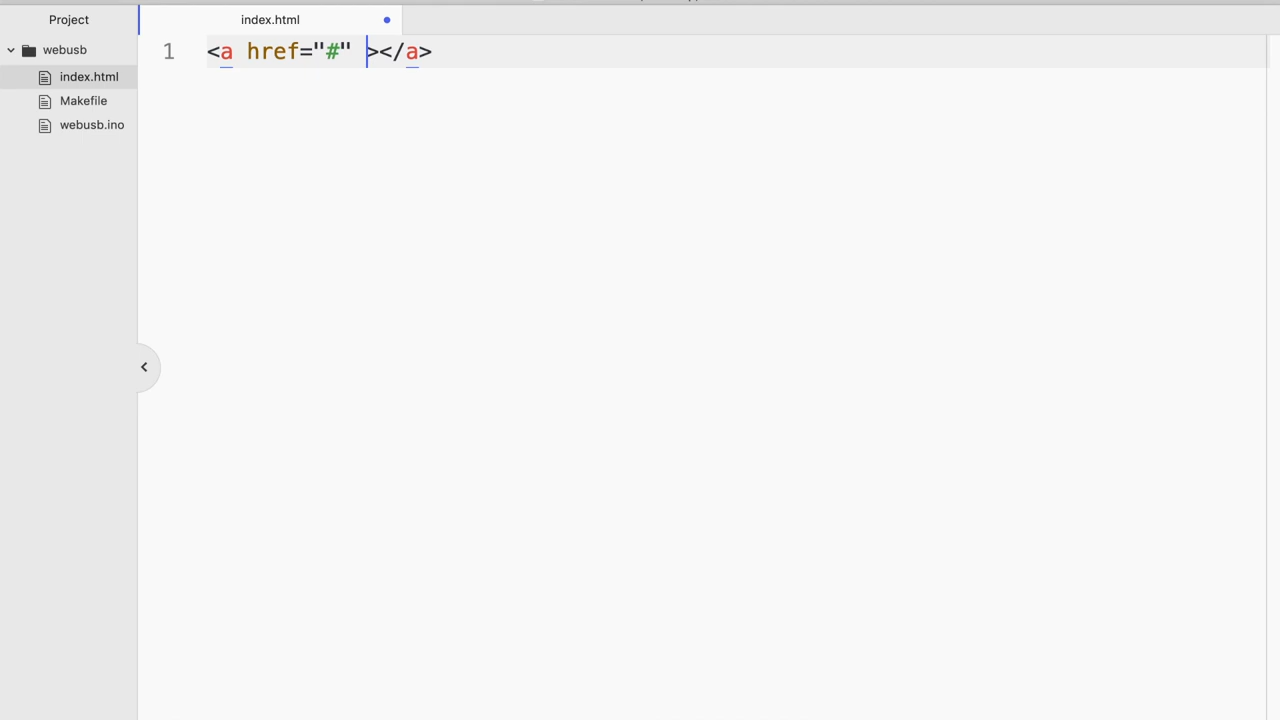 Project
index.html
webusb
index.html
Makefile
webusb.ino
1 <a href="#" ></a>